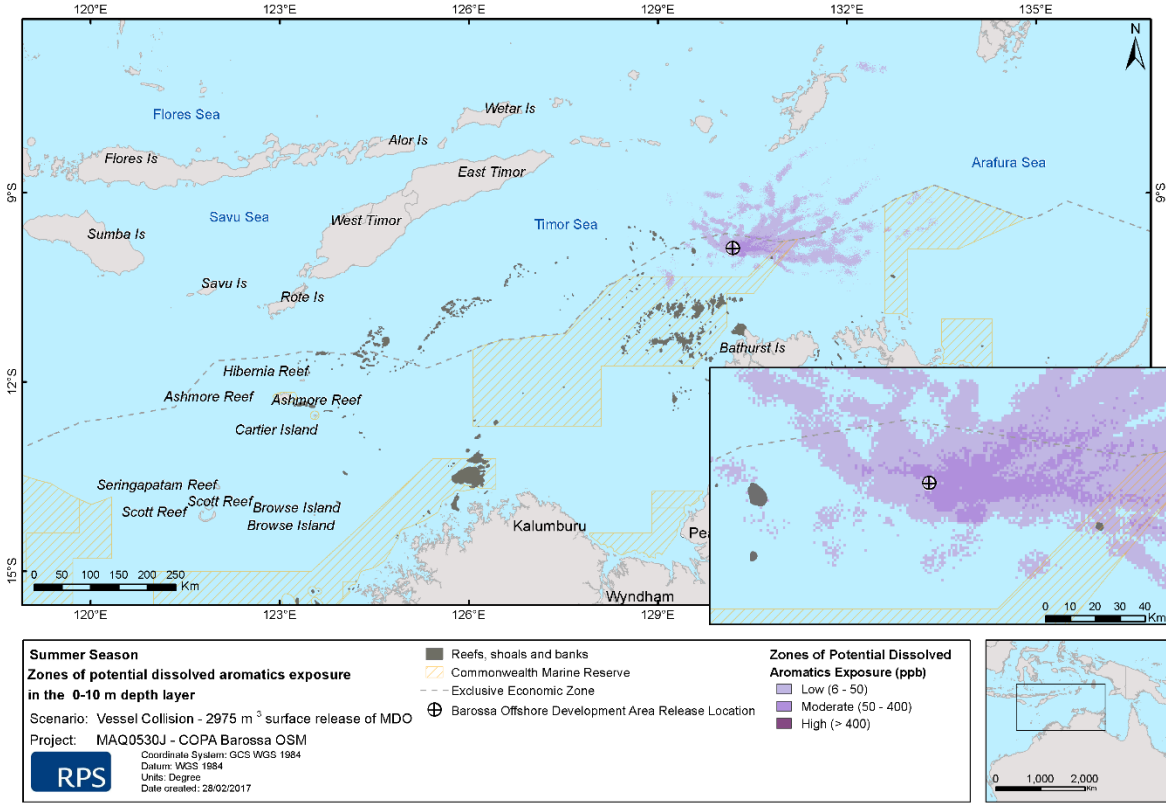 120°E 123°E 126°E 129°E 132°E 135°E
N
Wetar Is
Flores Sea
Alor Is
Flores Is
East Timor
Arafura Sea
9°S 9°S
West Timor
Savu Sea
Timor Sea
Sumba Is
Savu Is
Rote Is
Bathurst Is
Hibernia Reef
12°S
Ashmore Reef Ashmore Reef
Cartier Island
Seringapatam Reef
Scott Reef Browse Island
Scott Reef
Browse Island
Kalumburu
Pea
15°S
0 50 100 150 200 250
Km
Wyndham
0 10 20 30 40
Km
120°E 123°E 126°E 129°E
Summer Season
Zones of potential dissolved aromatics exposure
in the 0-10 m depth layer
Scenario: Vessel Collision - 2975 m³ surface release of MDO
Project: MAQ0530J - COPA Barossa OSM
RPS
Coordinate System: GCS WGS 1984
Datum: WGS 1984
Units: Degree
Date created: 28/02/2017
Reefs, shoals and banks
Commonwealth Marine Reserve
Exclusive Economic Zone
Barossa Offshore Development Area Release Location
Zones of Potential Dissolved
Aromatics Exposure (ppb)
Low (6 - 50)
Moderate (50 - 400)
High (> 400)
0 1,000 2,000
Km